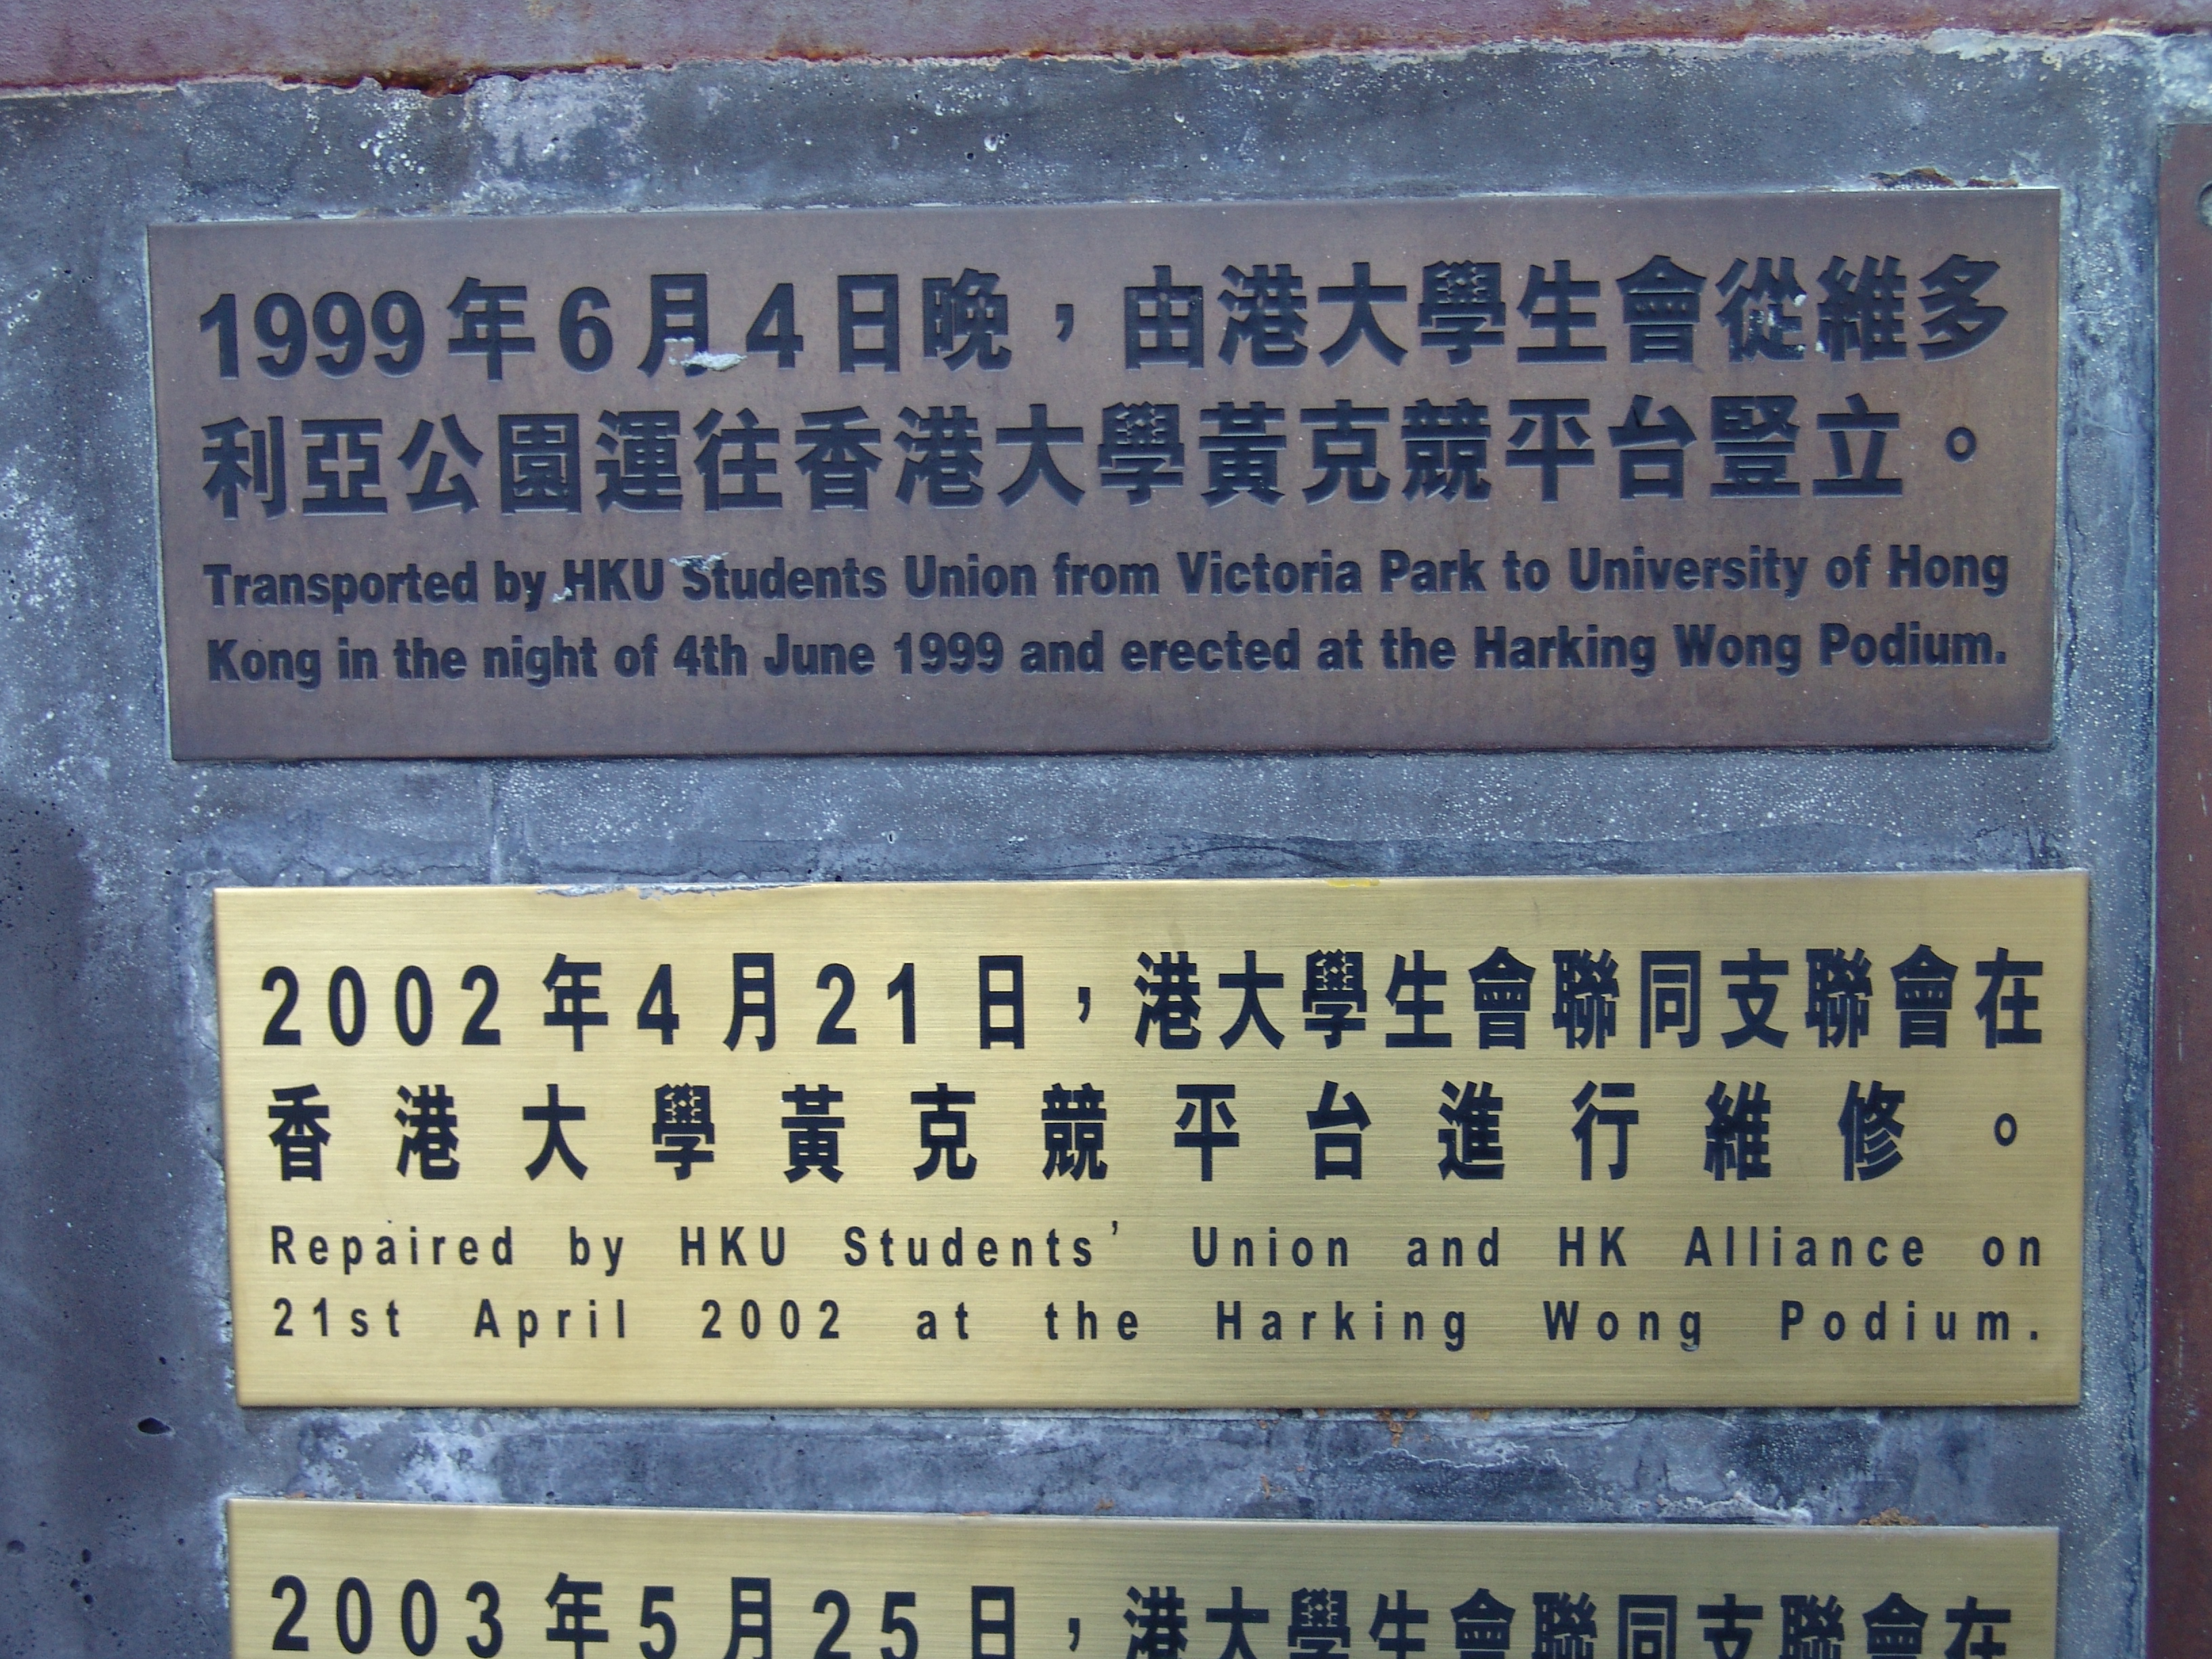 1999年6月4日晚，由港大學生會從維多
利亞公園運往香港大學黃克競平台豎立。
Transported by HKU Students Union from Victoria Park to University of Hong
Kong in the night of 4th June 1999 and erected at the Harking Wong Podium.
2002年4月21日，港大學生會聯同支聯會在
香港大學黃克競平台進行維修。
Repaired by HKU Students' Union and HK Alliance on
21st April 2002 at the Harking Wong Podium.
2003年5月25日，港大學生會聯同支聯會在